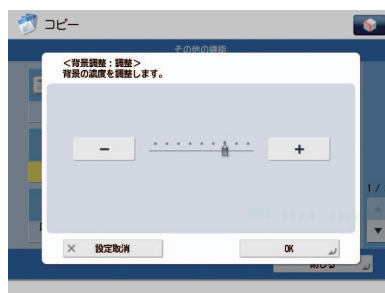 コピー
その他の機能
＜背景調整：調整＞
背景の濃度を調整します。
−
+
1/
× 設定取消
OK
閉じる